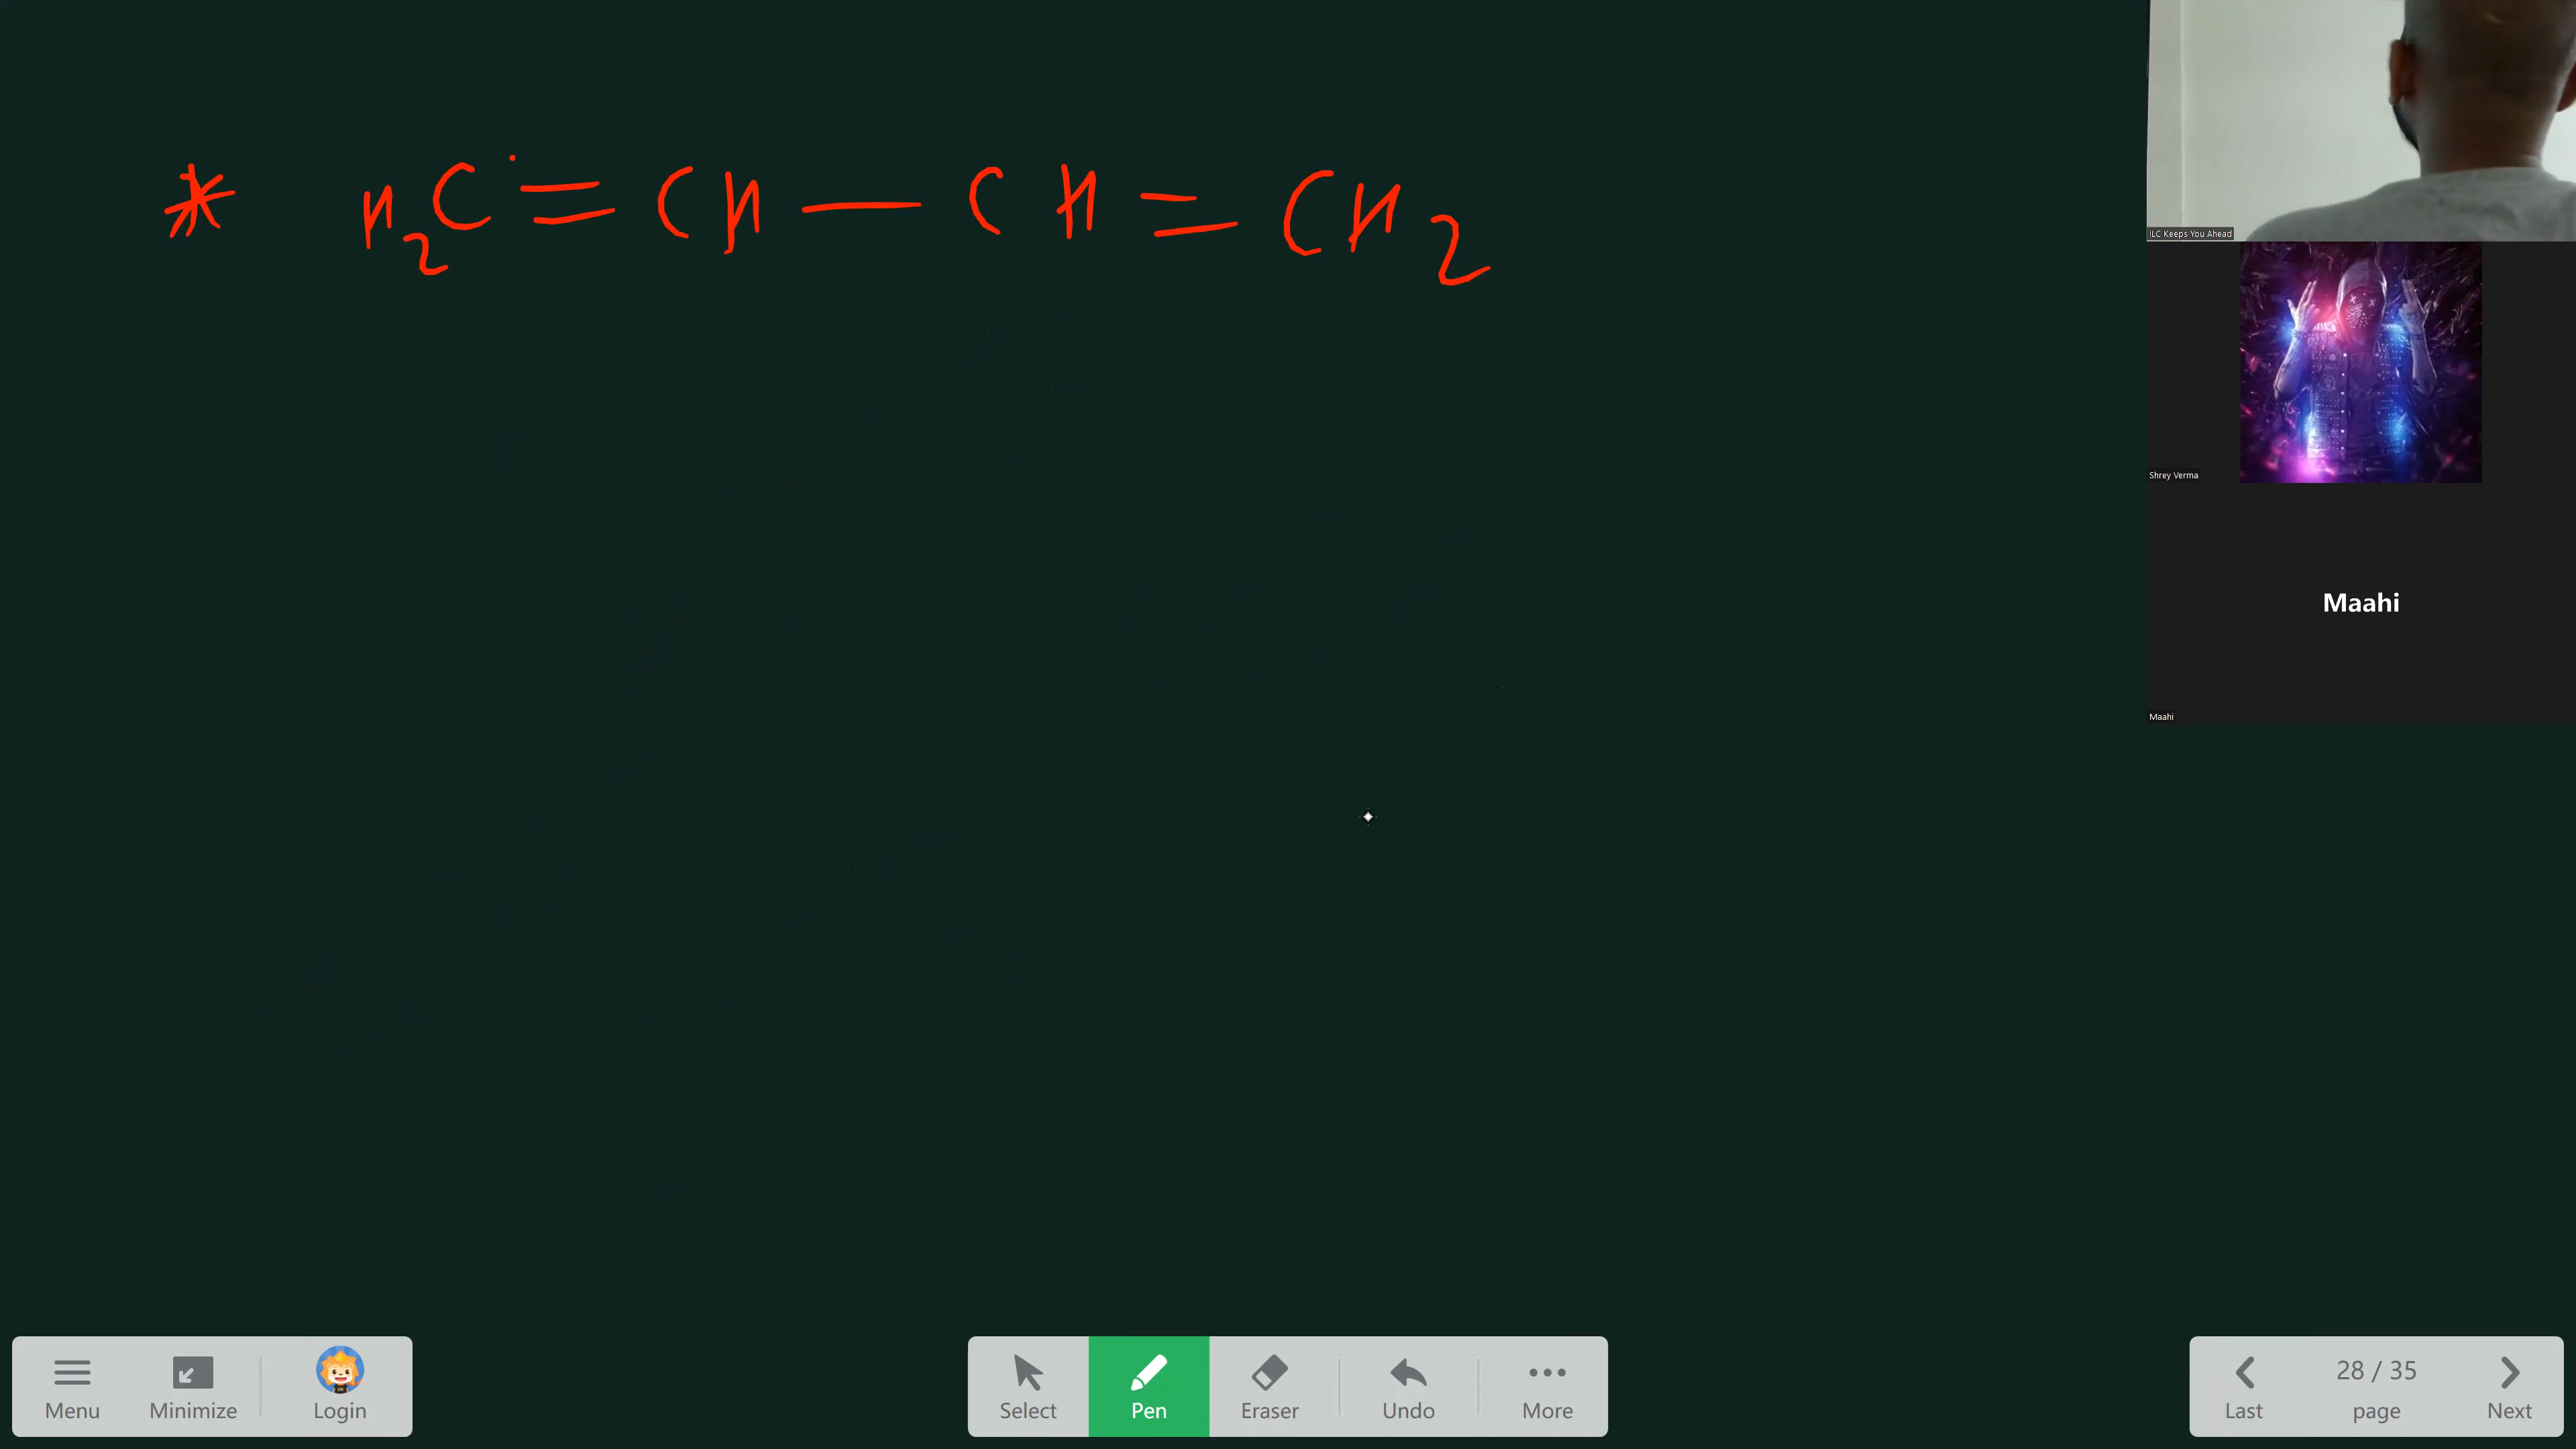 * H2C = CH — CH = CH2
ILC Keeps You Ahead
Shrey Verma
Maahi
Maahi
Menu
Minimize
Login
Select
Pen
Eraser
Undo
More
Last
28 / 35
page
Next